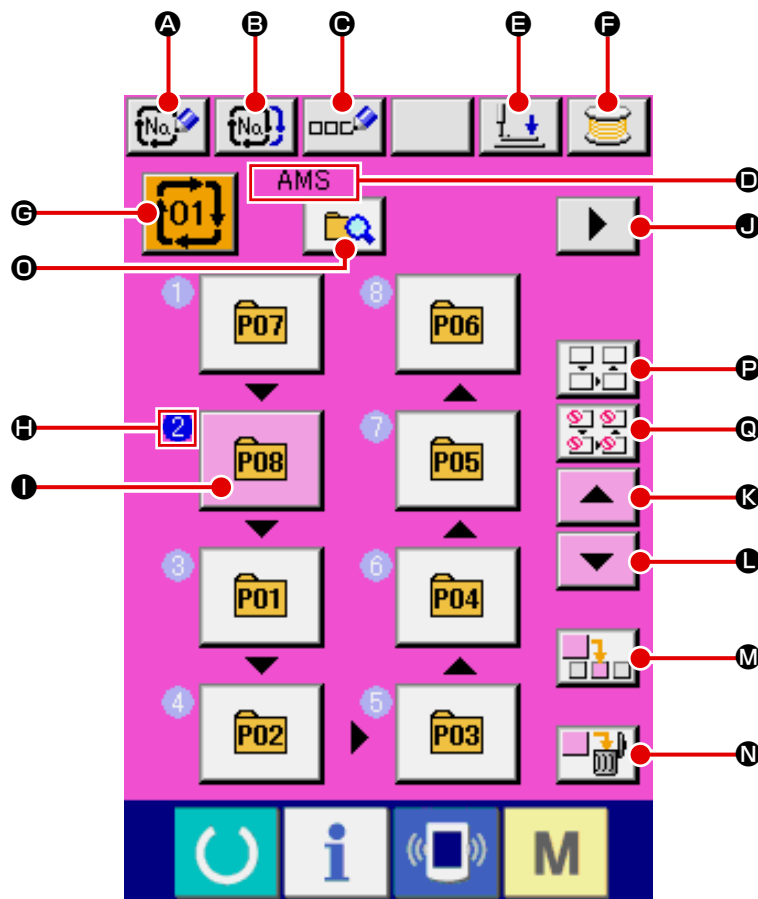 A B C E F
No. No.
AMS D
G 01 J
O
1 P07 8 P06
P
H 2 P08 7 P05 Q
I K
3 P01 6 P04 L
M
4 P02 5 P03 N
i M